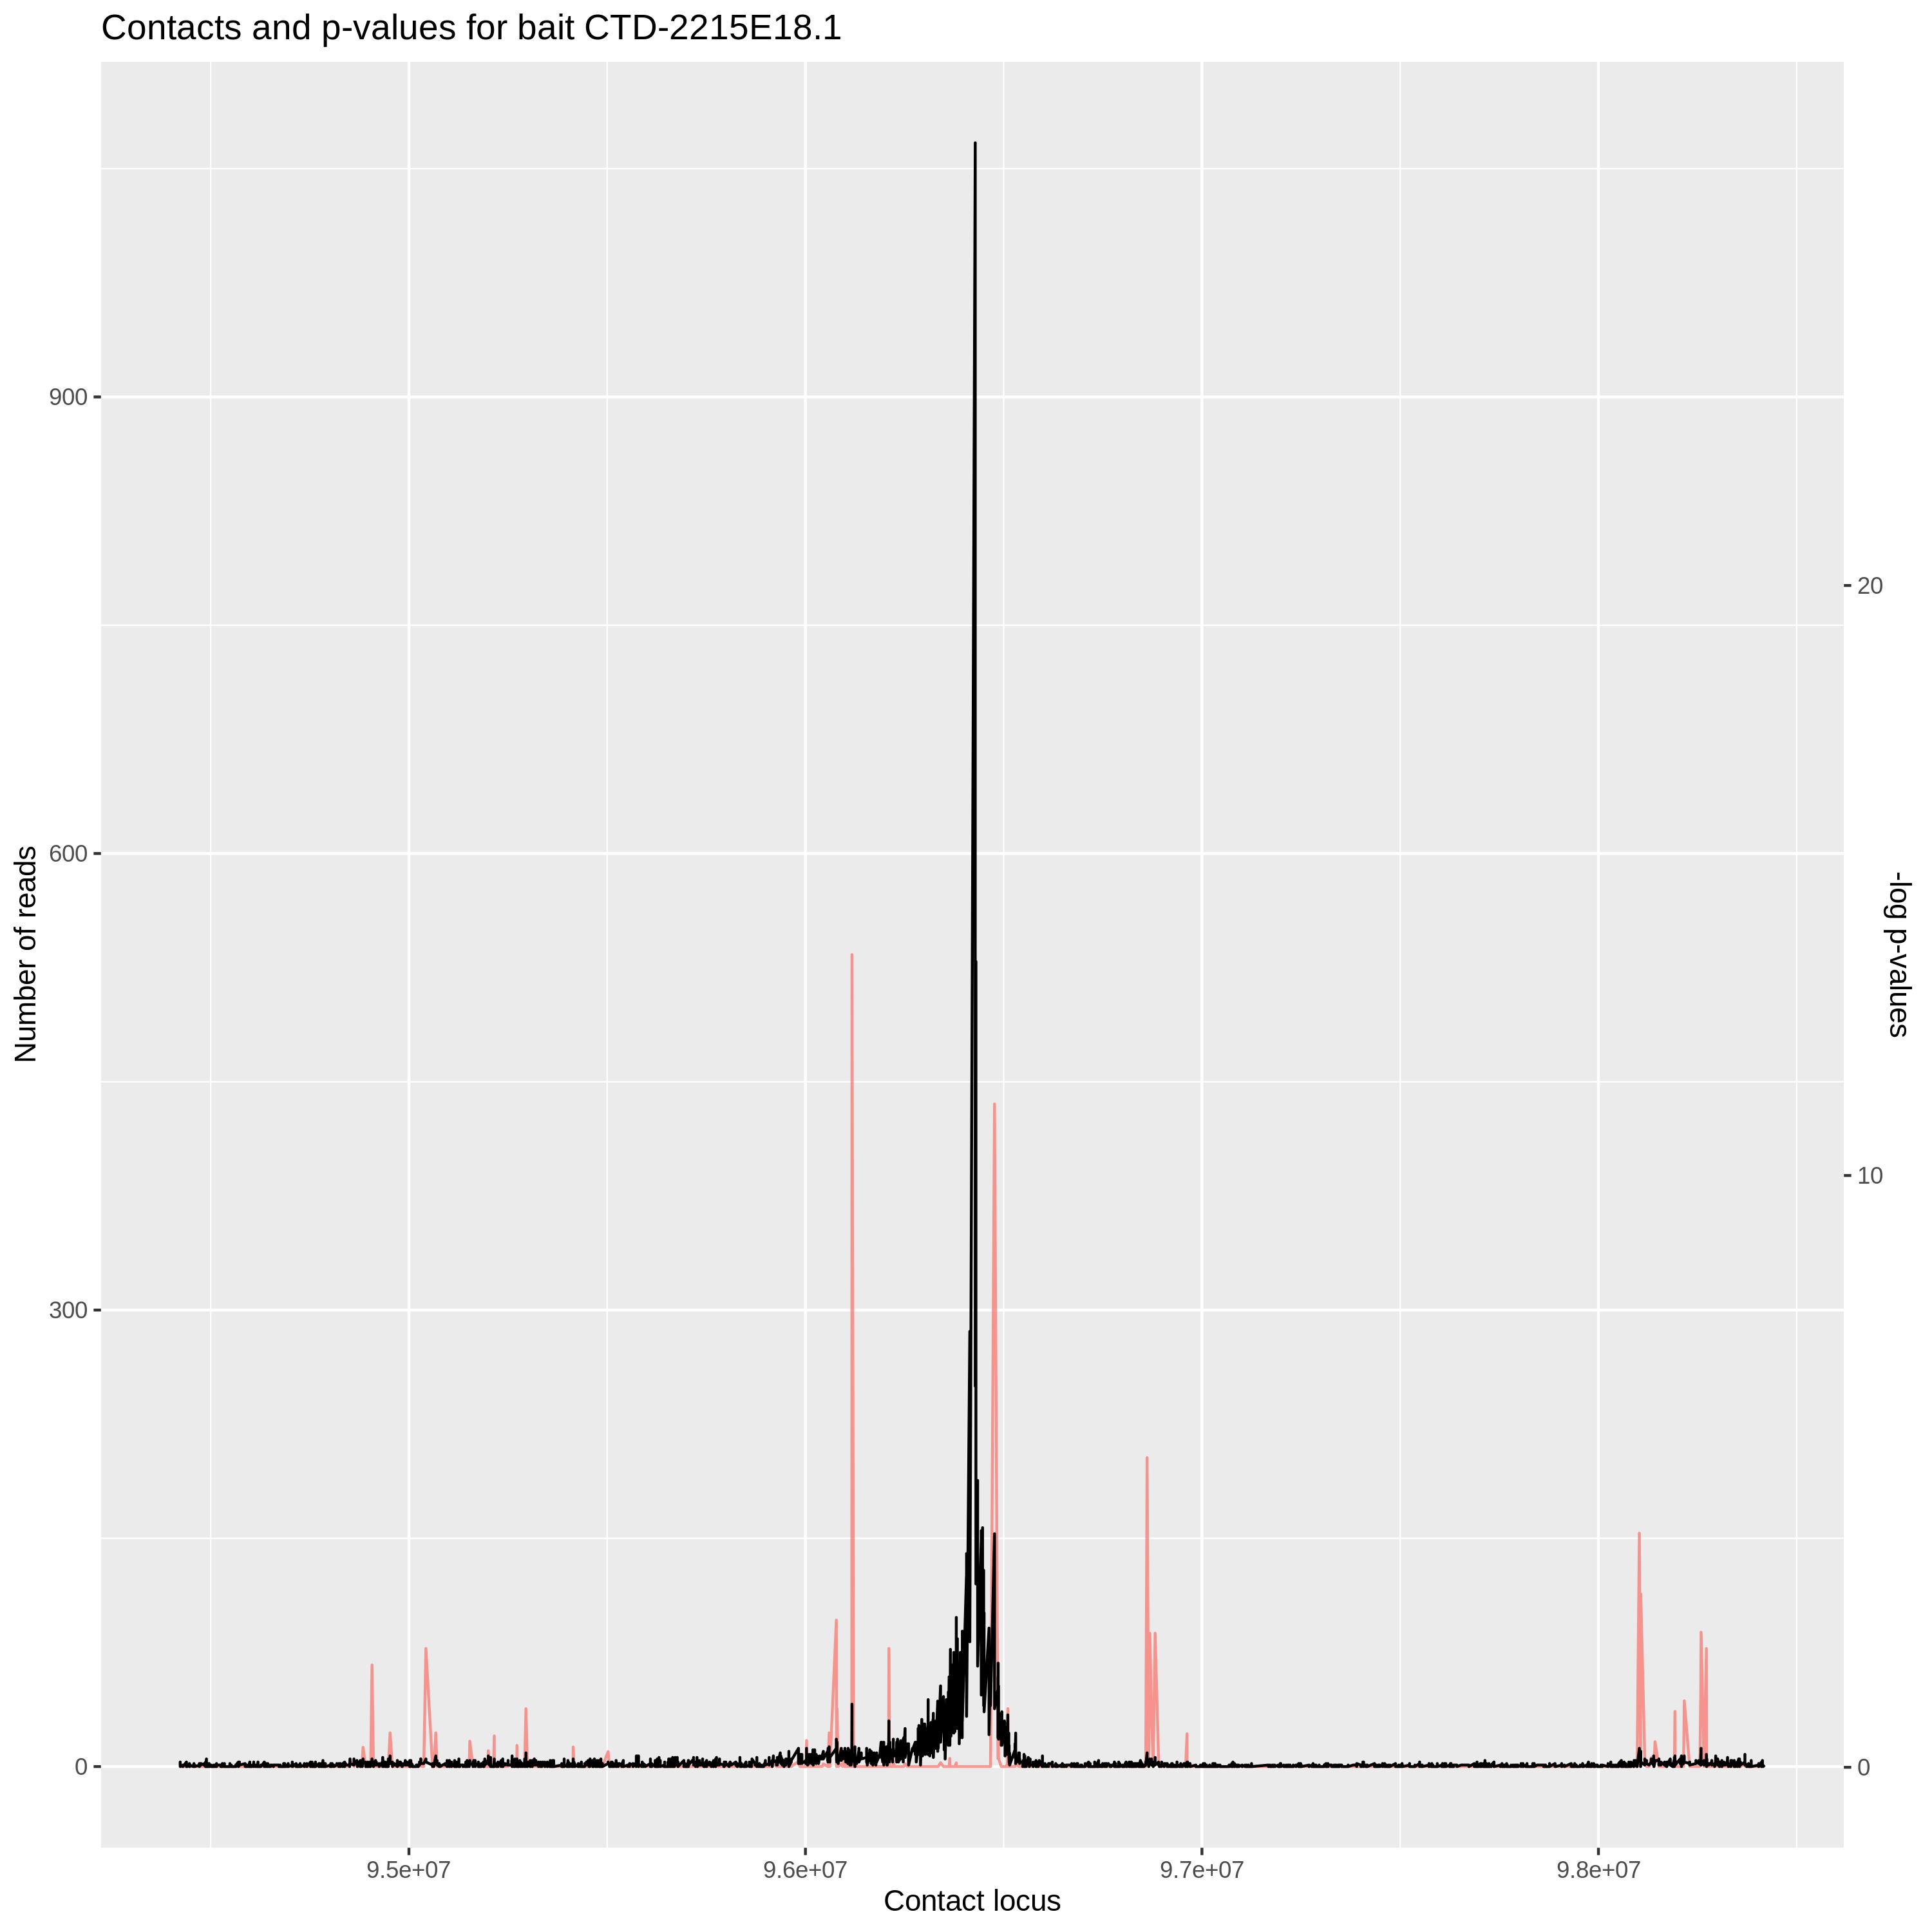 Contacts and p-values for bait CTD-2215E18.1
900
600
300
0
Number of reads
20
10
0
-log p-values
9.5e+07
9.6e+07
9.7e+07
9.8e+07
Contact locus